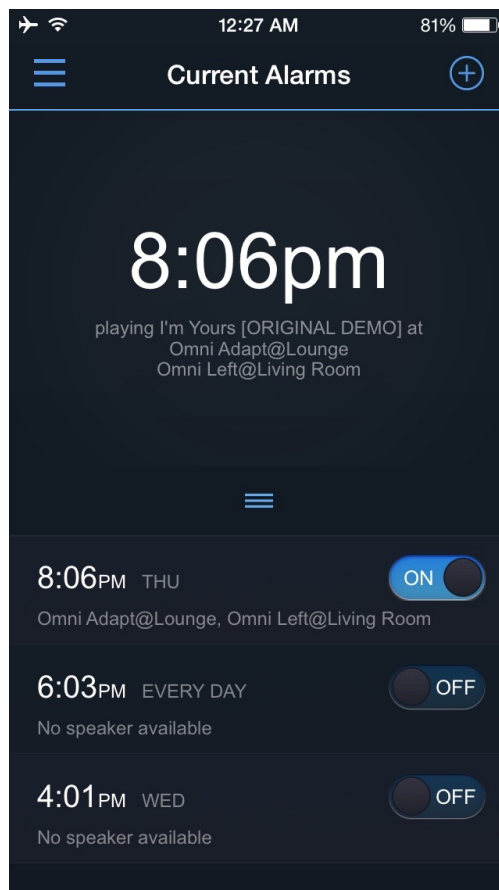 12:27 AM 81%
Current Alarms
8:06pm
playing I'm Yours [ORIGINAL DEMO] at
Omni Adapt@Lounge
Omni Left@Living Room
8:06PM THU ON
Omni Adapt@Lounge, Omni Left@Living Room
6:03PM EVERY DAY OFF
No speaker available
4:01PM WED OFF
No speaker available